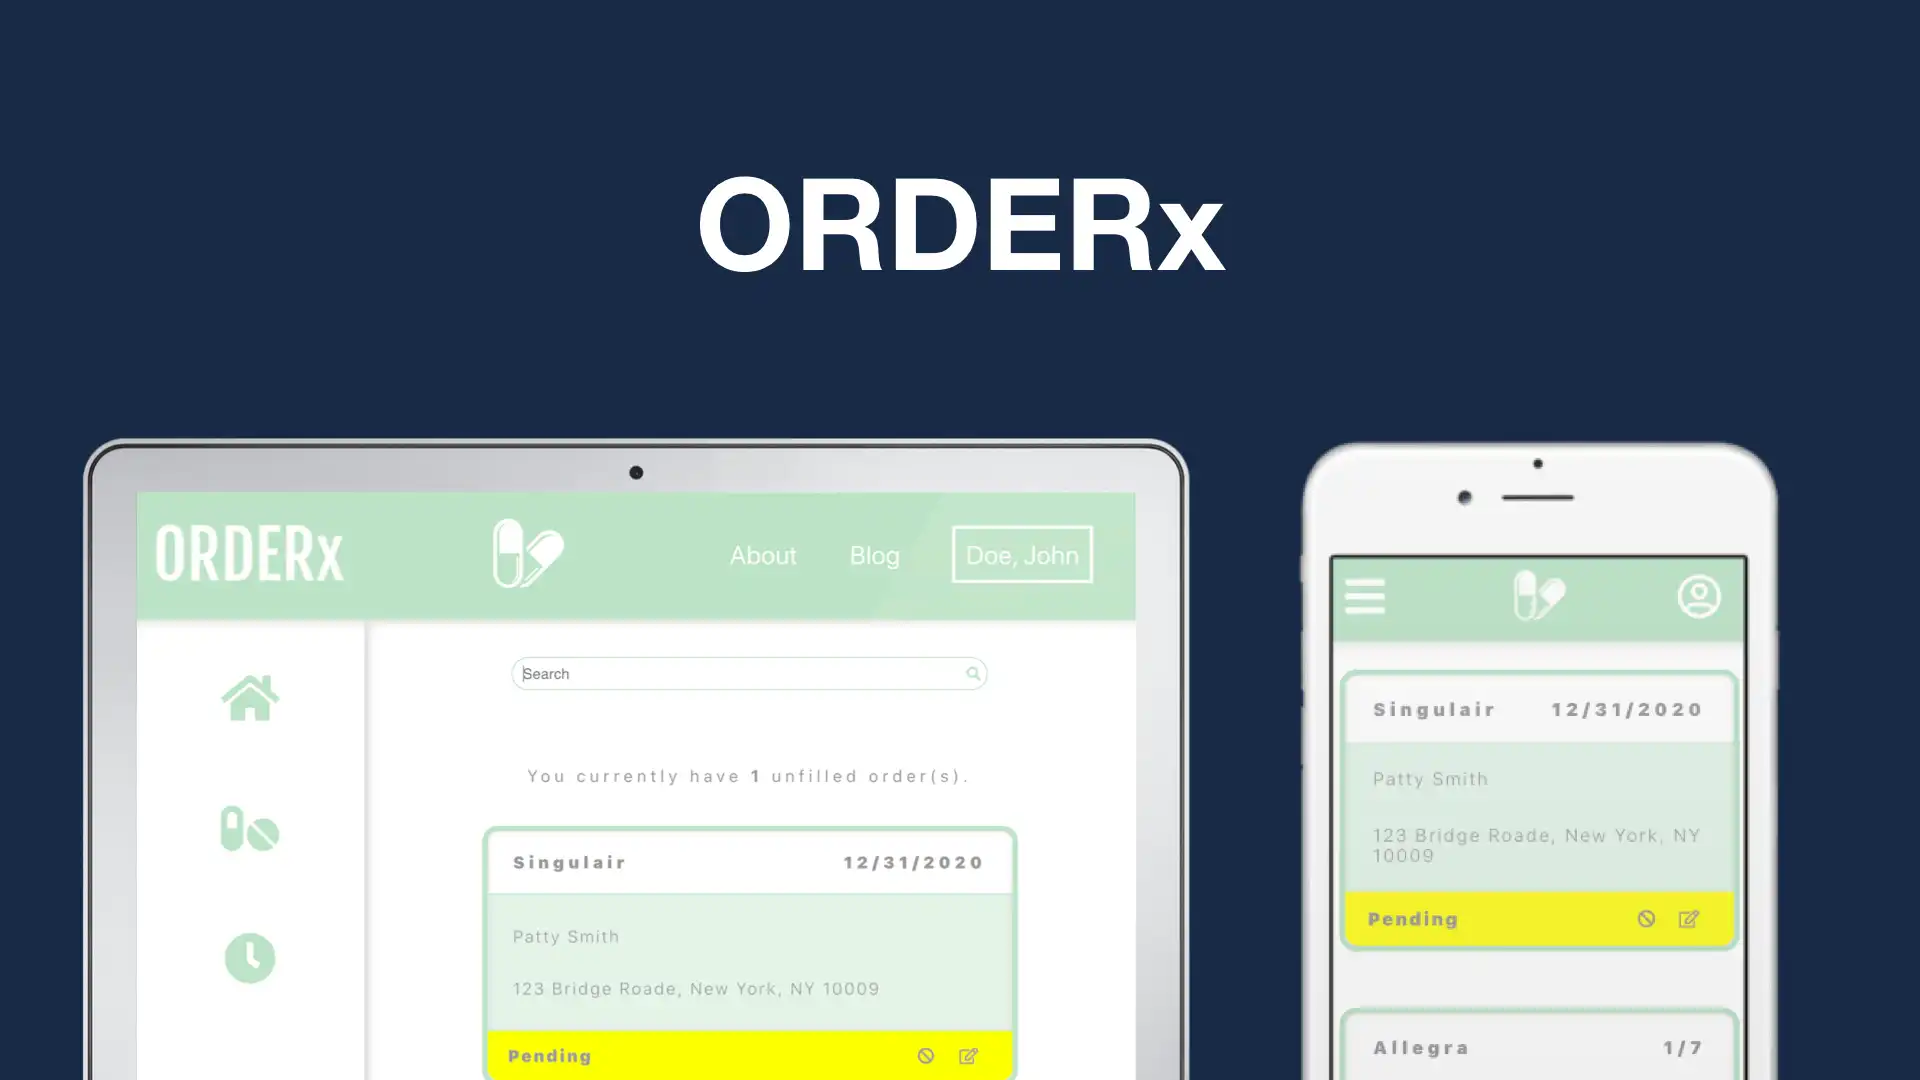 ORDERx
ORDERx
About
Blog
Doe, John
Search
You currently have 1 unfilled order(s).
Singulair
12/31/2020
Patty Smith
123 Bridge Roade, New York, NY 10009
Pending
Singulair
12/31/2020
Patty Smith
123 Bridge Roade, New York, NY
10009
Pending
Allegra
1/7